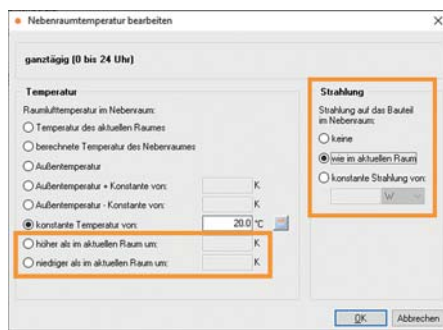 Nebenraumtemperatur bearbeiten
ganztägig (0 bis 24 Uhr)
Temperatur
Raumlufttemperatur im Nebenraum:
Temperatur des aktuellen Raumes
berechnete Temperatur des Nebenraumes
Außentemperatur
Außentemperatur + Konstante von: K
Außentemperatur - Konstante von: K
konstante Temperatur von: 20.0 °C
höher als im aktuellen Raum um: K
niedriger als im aktuellen Raum um: K
Strahlung
Strahlung auf das Bauteil
im Nebenraum:
keine
wie im aktuellen Raum
konstante Strahlung von:
W
OK Abbrechen